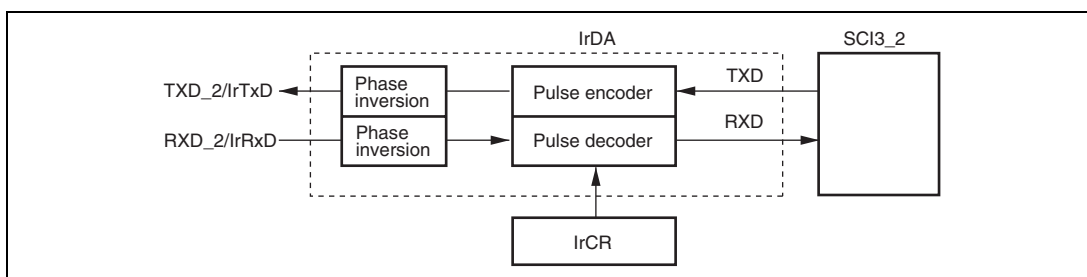 IrDA
SCI3_2
TXD_2/IrTxD
Phase
inversion
Pulse encoder
TXD
RXD_2/IrRxD
Phase
inversion
Pulse decoder
RXD
IrCR